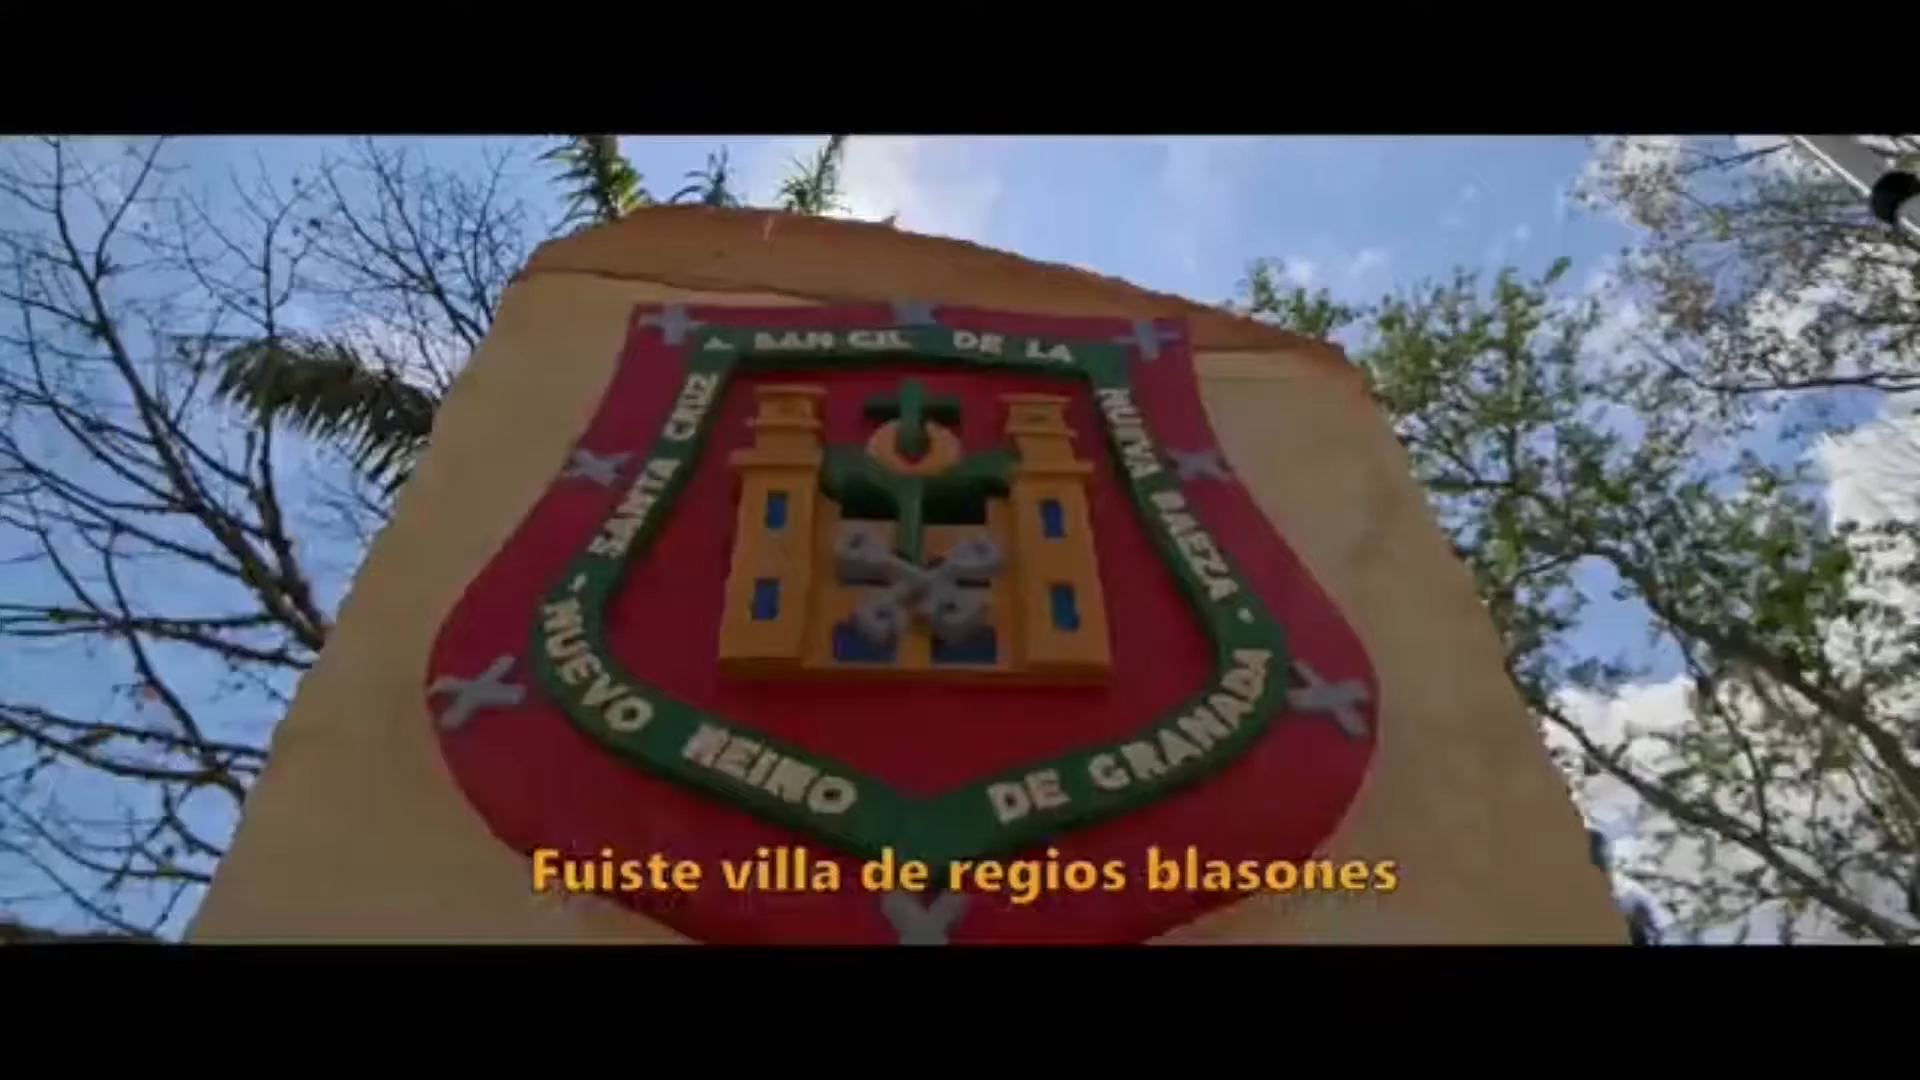 SANTA CRUZ
Y SAN GIL DE LA
NUEVA BAEZA
NUEVO REINO DE GRANADA
Fuiste villa de regios blasones